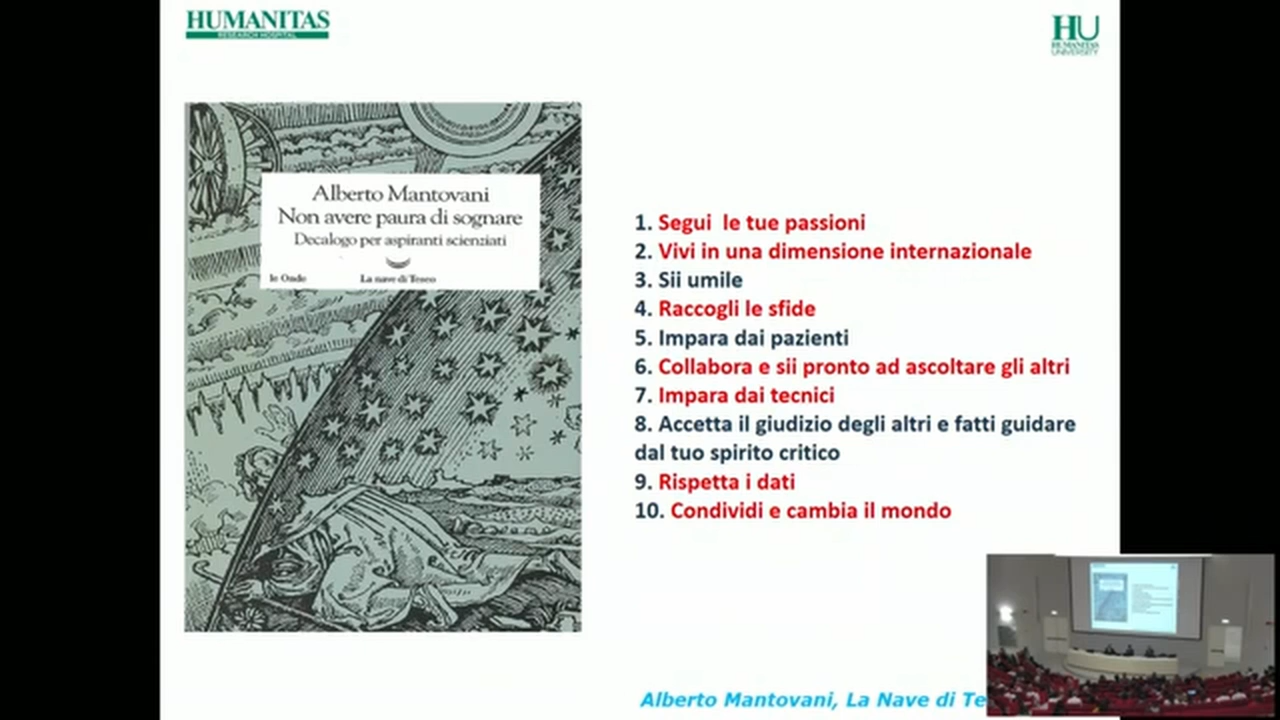 HUMANITAS
RESEARCH HOSPITAL
HU
HUMANITAS
UNIVERSITY
Alberto Mantovani
Non avere paura di sognare
Decalogo per aspiranti scienziati
le Onde La nave di Teseo
1. Segui le tue passioni
2. Vivi in una dimensione internazionale
3. Sii umile
4. Raccogli le sfide
5. Impara dai pazienti
6. Collabora e sii pronto ad ascoltare gli altri
7. Impara dai tecnici
8. Accetta il giudizio degli altri e fatti guidare
dal tuo spirito critico
9. Rispetta i dati
10. Condividi e cambia il mondo
Alberto Mantovani, La Nave di Te